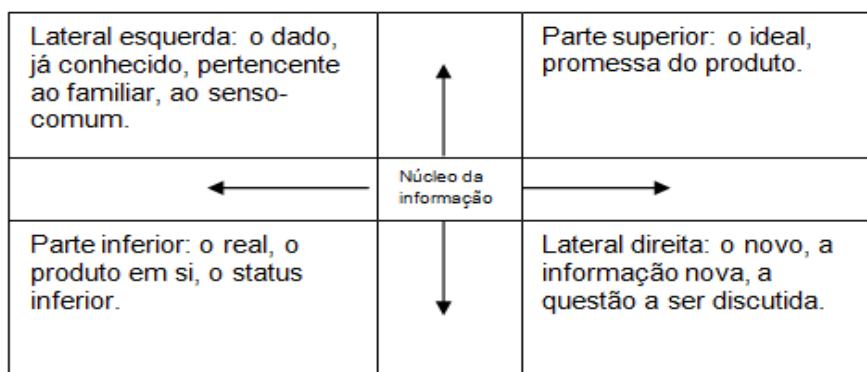 Lateral esquerda: o dado,
já conhecido, pertencente
ao familiar, ao senso-
comum.
Parte superior: o ideal,
promessa do produto.
Núcleo da
informação
Parte inferior: o real, o
produto em si, o status
inferior.
Lateral direita: o novo, a
informação nova, a
questão a ser discutida.